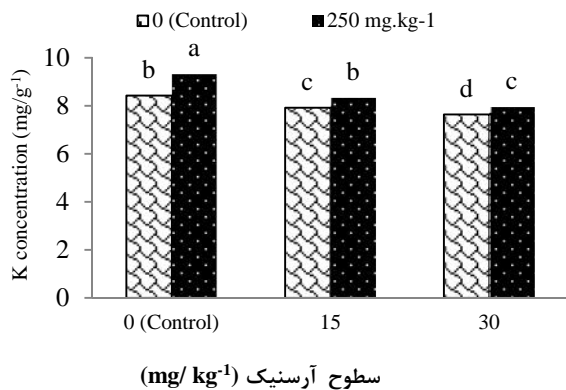 0 (Control) 250 mg.kg-1
K concentration (mg/g⁻¹)
10
8
6
4
2
0
b a c b d c
0 (Control) 15 30
سطوح آرسنیک (mg/ kg⁻¹)